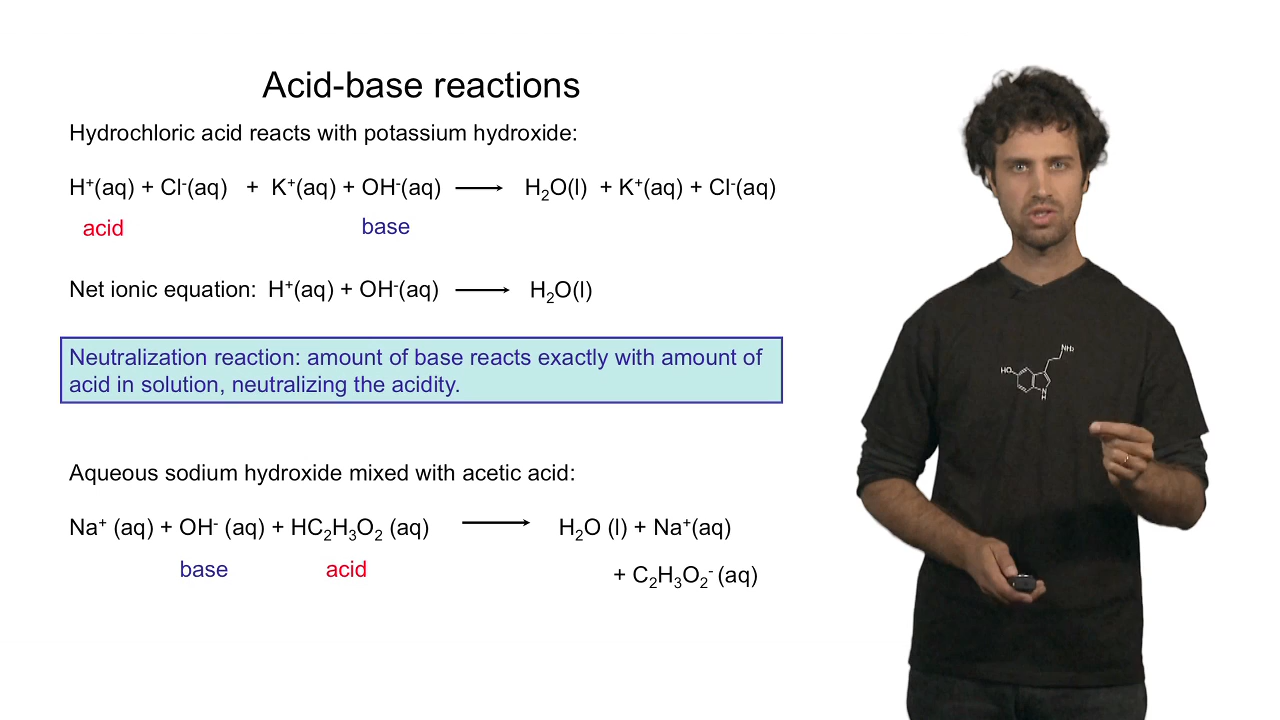 Acid-base reactions
Hydrochloric acid reacts with potassium hydroxide:
H⁺(aq) + Cl⁻(aq) + K⁺(aq) + OH⁻(aq) ⟶ H₂O(l) + K⁺(aq) + Cl⁻(aq)
acid base
Net ionic equation: H⁺(aq) + OH⁻(aq) ⟶ H₂O(l)
Neutralization reaction: amount of base reacts exactly with amount of
acid in solution, neutralizing the acidity.
Aqueous sodium hydroxide mixed with acetic acid:
Na⁺ (aq) + OH⁻ (aq) + HC₂H₃O₂ (aq) ⟶ H₂O (l) + Na⁺(aq)
base acid + C₂H₃O₂⁻ (aq)
NH₂
HO
N
H